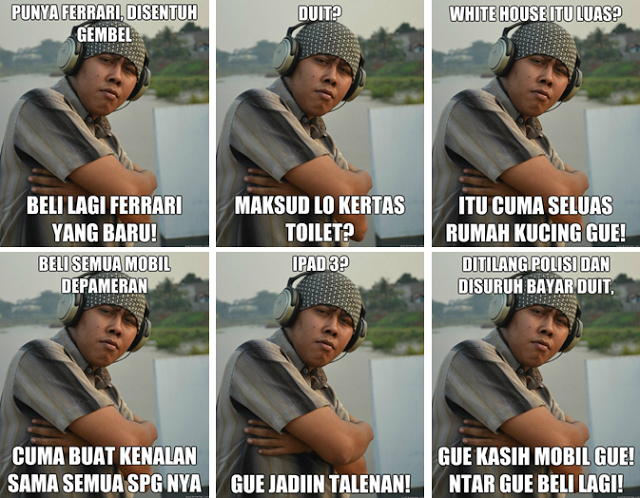 PUNYA FERRARI, DISENTUH
GEMBEL
BELI LAGI FERRARI
YANG BARU!
DUIT?
MAKSUD LO KERTAS
TOILET?
WHITE HOUSE ITU LUAS?
ITU CUMA SELUAS
RUMAH KUCING GUE!
BELI SEMUA MOBIL
DEPAMERAN
CUMA BUAT KENALAN
SAMA SEMUA SPG NYA
IPAD 3?
GUE JADIIN TALENAN!
DITILANG POLISI DAN
DISURUH BAYAR DUIT,
GUE KASIH MOBIL GUE!
NTAR GUE BELI LAGI!